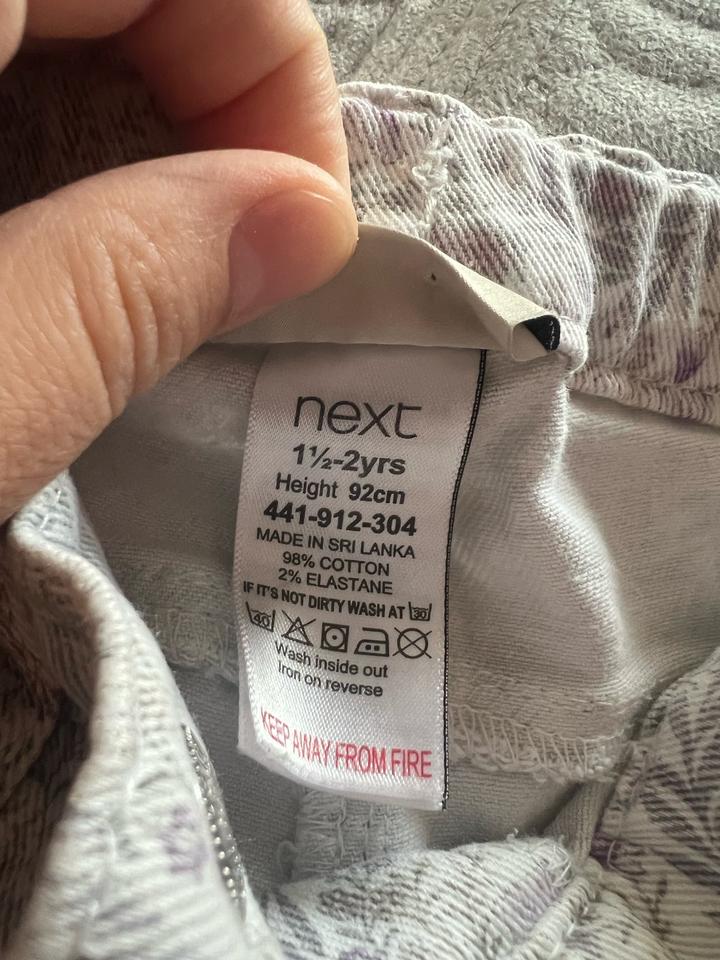 next
1½-2yrs
Height 92cm
441-912-304
MADE IN SRI LANKA
98% COTTON
2% ELASTANE
IF IT'S NOT DIRTY WASH AT 30
40
Wash inside out
Iron on reverse
KEEP AWAY FROM FIRE